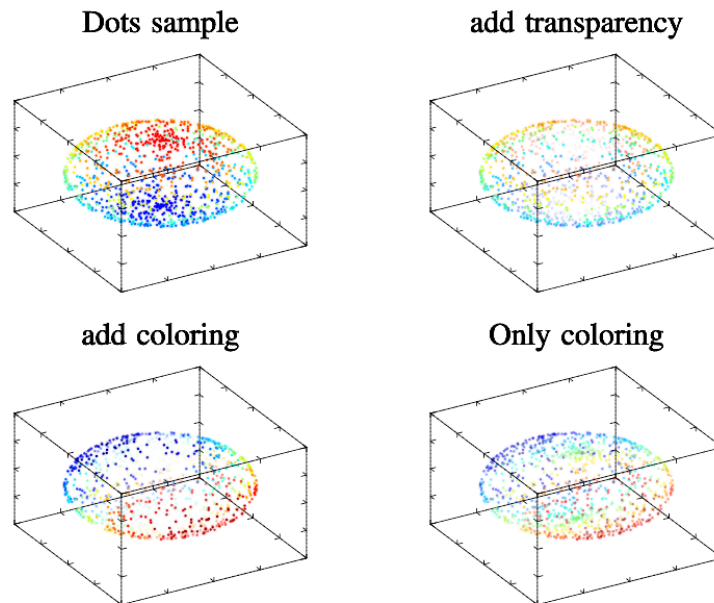 Dots sample
add transparency
add coloring
Only coloring